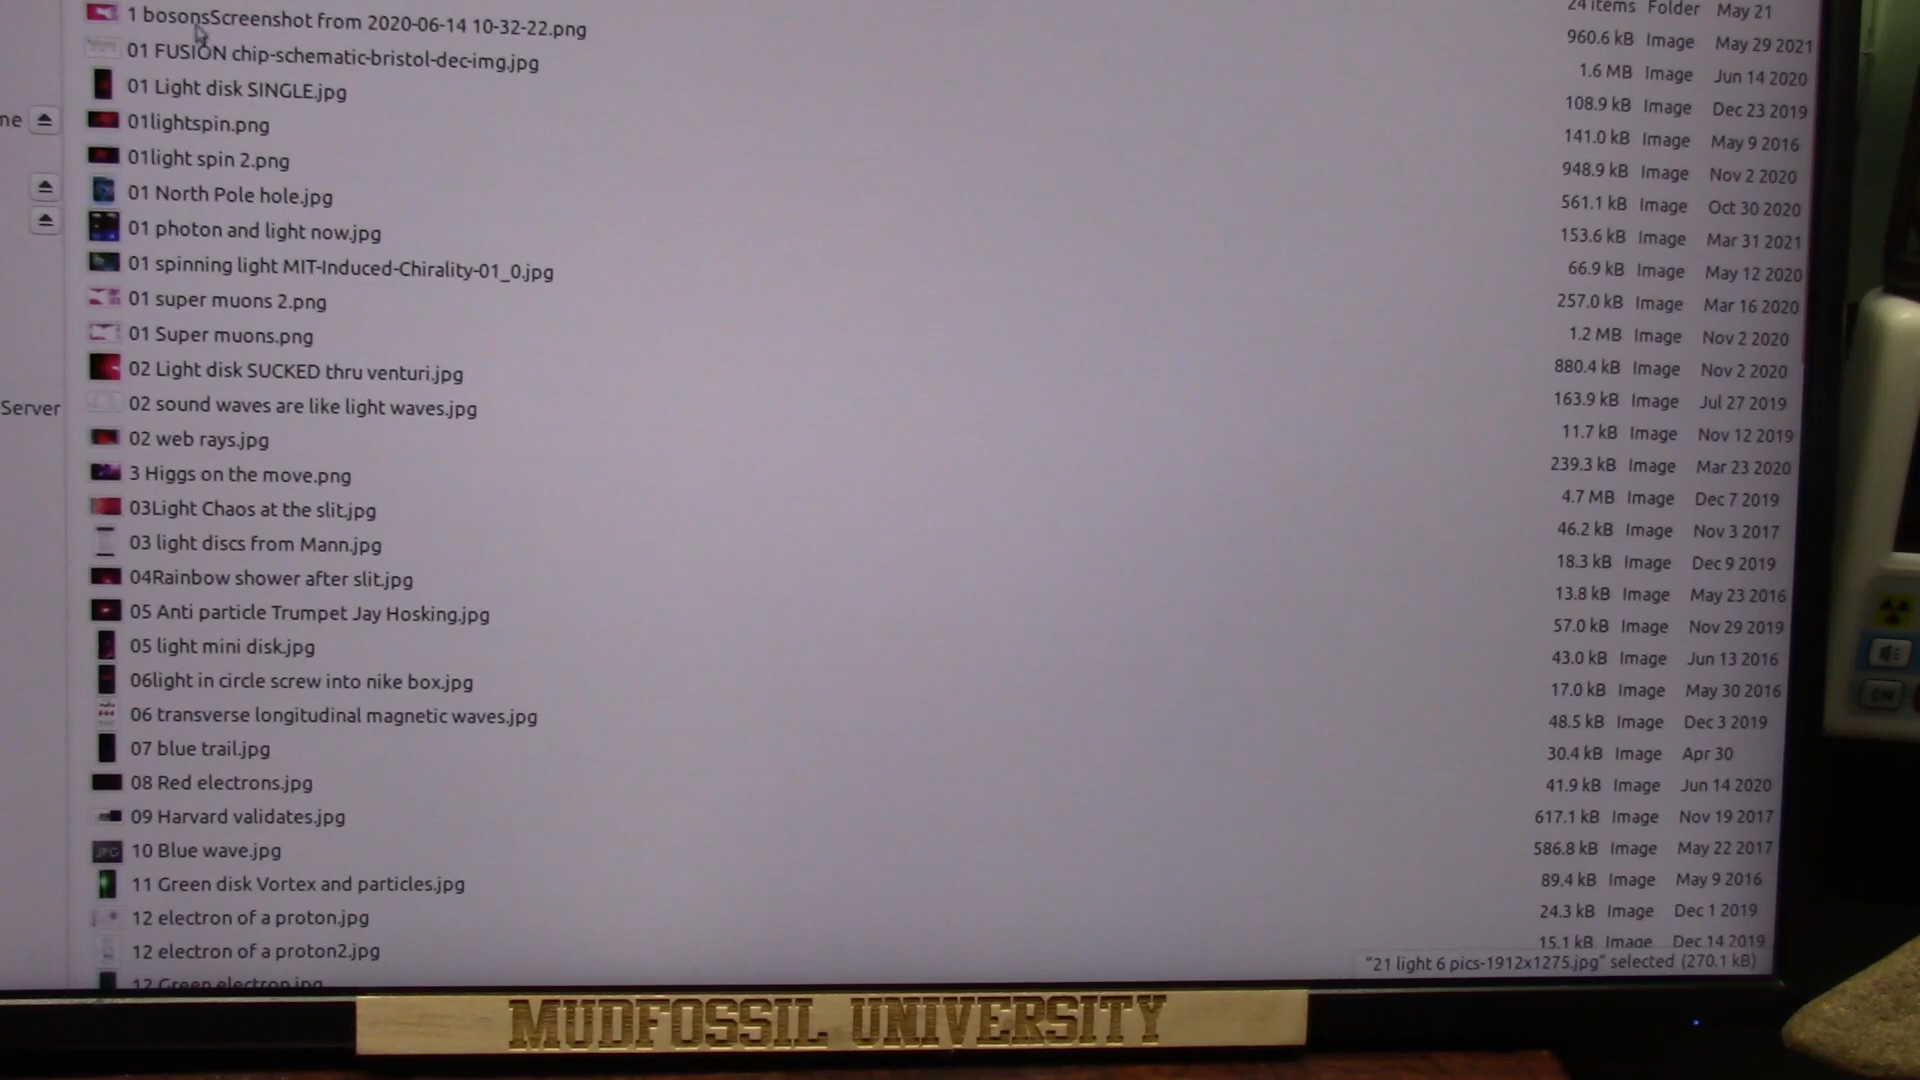 24 items Folder May 21
960.6 kB Image May 29 2021
1 bosonsScreenshot from 2020-06-14 10-32-22.png 1.6 MB Image Jun 14 2020
01 FUSION chip-schematic-bristol-dec-img.jpg 108.9 kB Image Dec 23 2019
01 Light disk SINGLE.jpg 141.0 kB Image May 9 2016
ne 01lightspin.png 948.9 kB Image Nov 2 2020
01light spin 2.png 561.1 kB Image Oct 30 2020
01 North Pole hole.jpg 153.6 kB Image Mar 31 2021
01 photon and light now.jpg 66.9 kB Image May 12 2020
01 spinning light MIT-Induced-Chirality-01_0.jpg 257.0 kB Image Mar 16 2020
01 super muons 2.png 1.2 MB Image Nov 2 2020
01 Super muons.png 880.4 kB Image Nov 2 2020
02 Light disk SUCKED thru venturi.jpg 163.9 kB Image Jul 27 2019
Server 02 sound waves are like light waves.jpg 11.7 kB Image Nov 12 2019
02 web rays.jpg 239.3 kB Image Mar 23 2020
3 Higgs on the move.png 4.7 MB Image Dec 7 2019
03Light Chaos at the slit.jpg 46.2 kB Image Nov 3 2017
03 light discs from Mann.jpg 18.3 kB Image Dec 9 2019
04Rainbow shower after slit.jpg 13.8 kB Image May 23 2016
05 Anti particle Trumpet Jay Hosking.jpg 57.0 kB Image Nov 29 2019
05 light mini disk.jpg 43.0 kB Image Jun 13 2016
06light in circle screw into nike box.jpg 17.0 kB Image May 30 2016
06 transverse longitudinal magnetic waves.jpg 48.5 kB Image Dec 3 2019
07 blue trail.jpg 30.4 kB Image Apr 30
08 Red electrons.jpg 41.9 kB Image Jun 14 2020
09 Harvard validates.jpg 617.1 kB Image Nov 19 2017
10 Blue wave.jpg 586.8 kB Image May 22 2017
11 Green disk Vortex and particles.jpg 89.4 kB Image May 9 2016
12 electron of a proton.jpg 24.3 kB Image Dec 1 2019
12 electron of a proton2.jpg 15.1 kB Image Dec 14 2019
12 Green electron.jpg
"21 light 6 pics-1912x1275.jpg" selected (270.1 kB)
MUDFOSSIL UNIVERSITY